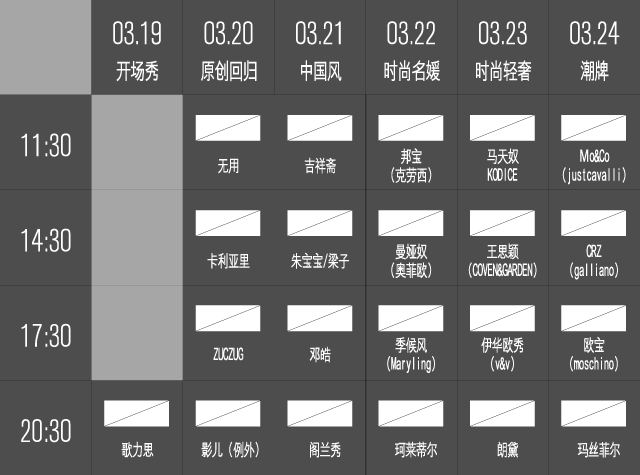 03.19 03.20 03.21 03.22 03.23 03.24
开场秀 原创回归 中国风 时尚名媛 时尚轻奢 潮牌
11:30
无用
吉祥斋
邦宝
(克劳西)
马天奴
KODICE
Mo&Co
(justcavalli)
14:30
卡利亚里
朱宝宝/梁子
曼娅奴
(奥菲欧)
王思颖
(COVEN&GARDEN)
CRZ
(galliano)
17:30
ZUCZUG
邓皓
季候风
(Maryling)
伊华欧秀
(v&v)
欧宝
(moschino)
20:30
歌力思
影儿（例外）
阁兰秀
珂莱蒂尔
朗黛
玛丝菲尔